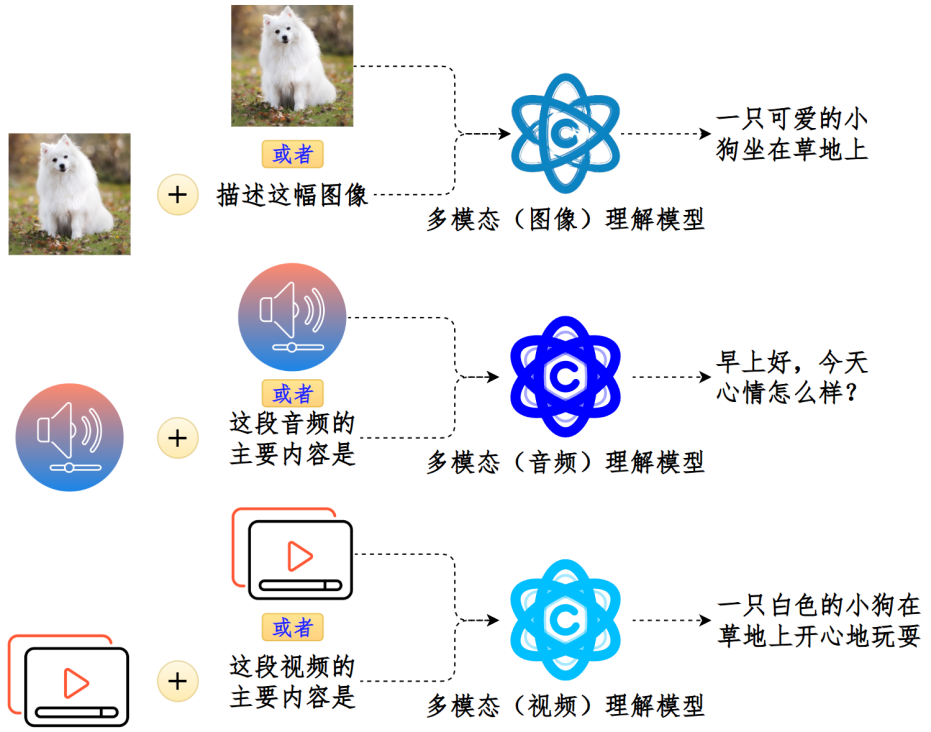 或者
+
描述这幅图像
多模态（图像）理解模型
一只可爱的小
狗坐在草地上
或者
+
这段音频的
主要内容是
多模态（音频）理解模型
早上好，今天
心情怎么样？
或者
+
这段视频的
主要内容是
多模态（视频）理解模型
一只白色的小狗在
草地上开心地玩耍